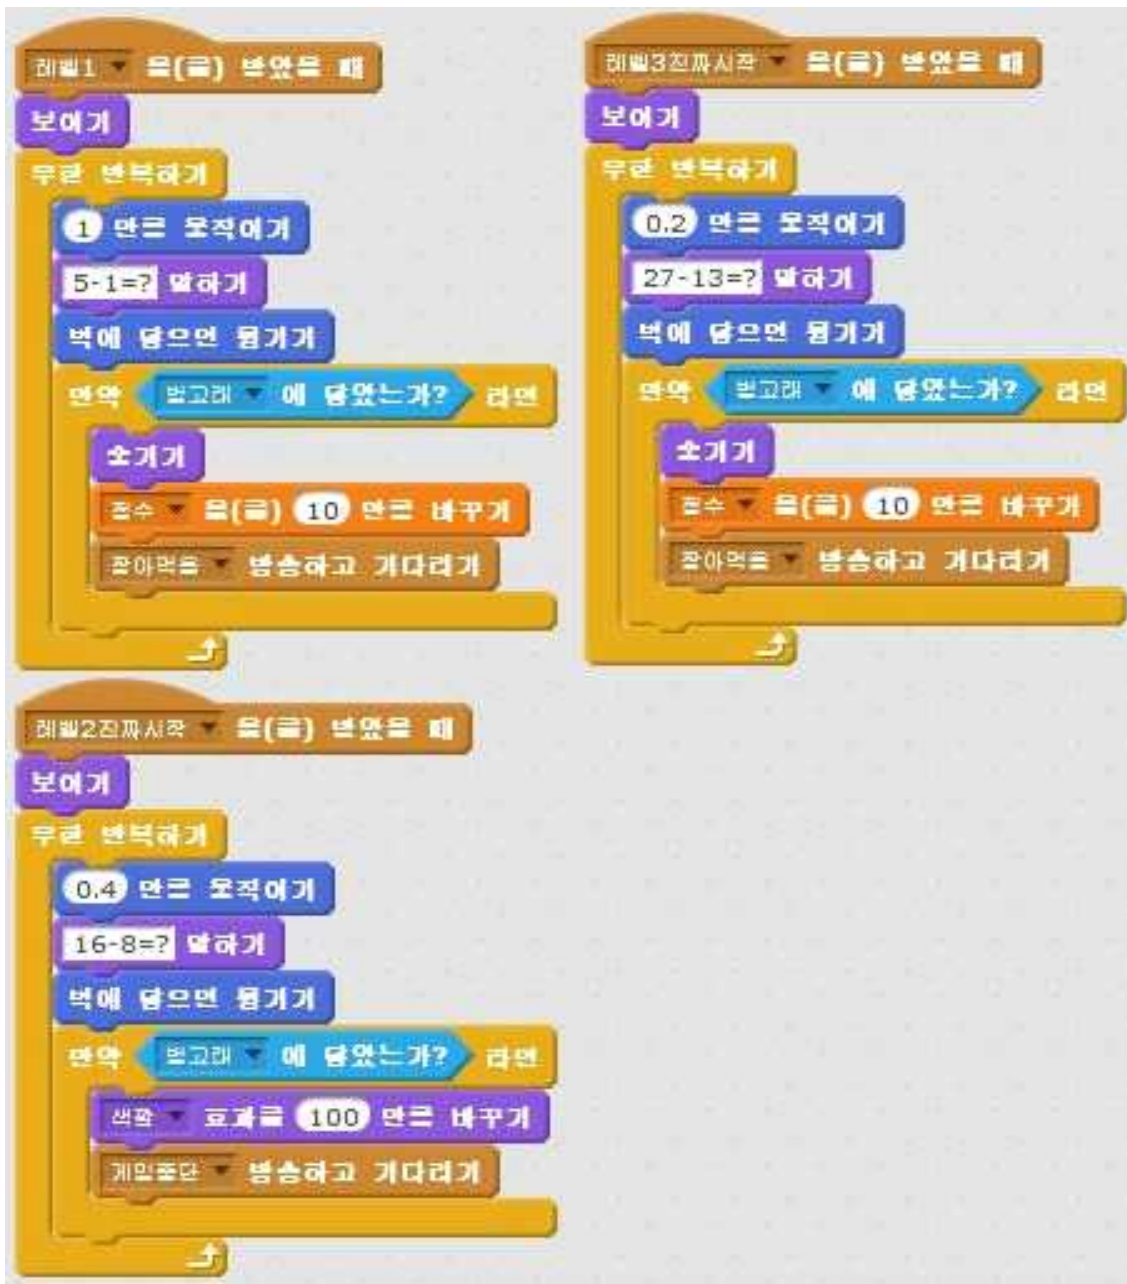 레벨1 을(를) 받았을 때
보이기
무한 반복하기
1 만큼 움직이기
5-1=? 말하기
벽에 닿으면 튕기기
만약 범고래 에 닿았는가? 라면
숨기기
점수 을(를) 10 만큼 바꾸기
잡아먹음 방송하고 기다리기
레벨3진짜시작 을(를) 받았을 때
보이기
무한 반복하기
0.2 만큼 움직이기
27-13=? 말하기
벽에 닿으면 튕기기
만약 범고래 에 닿았는가? 라면
숨기기
점수 을(를) 10 만큼 바꾸기
잡아먹음 방송하고 기다리기
레벨2진짜시작 을(를) 받았을 때
보이기
무한 반복하기
0.4 만큼 움직이기
16-8=? 말하기
벽에 닿으면 튕기기
만약 범고래 에 닿았는가? 라면
색깔 효과를 100 만큼 바꾸기
게임중단 방송하고 기다리기